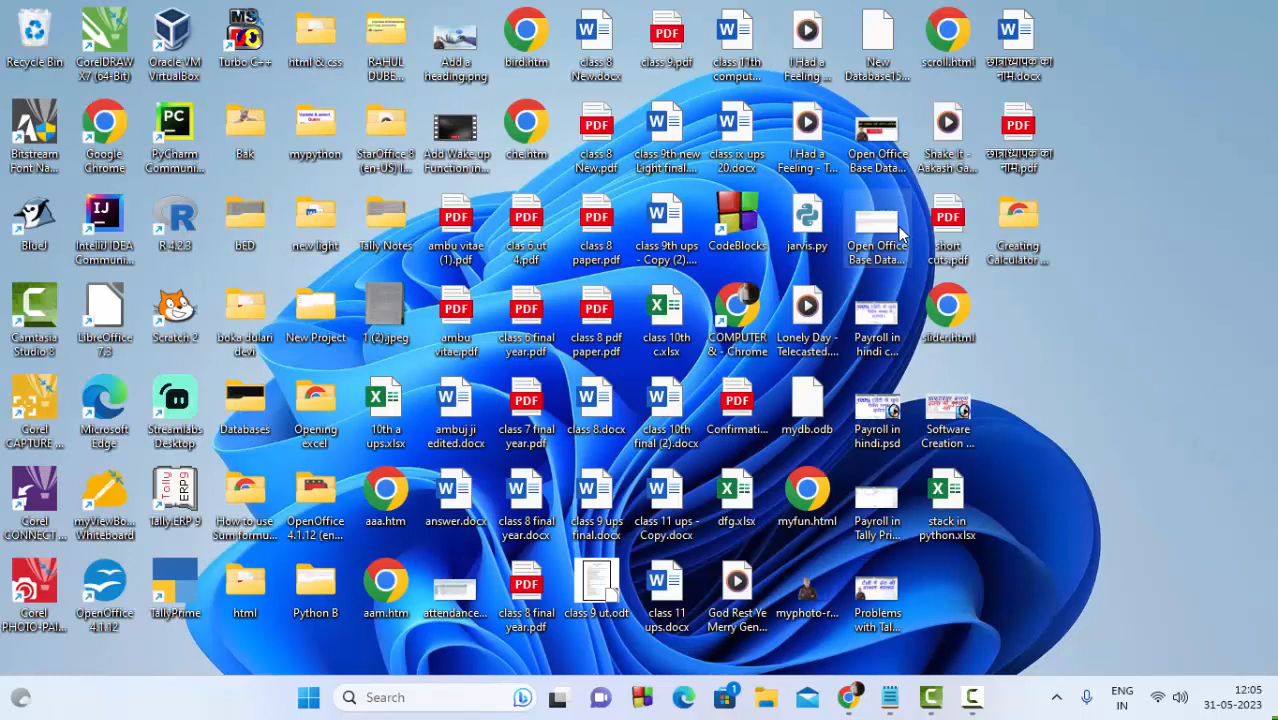 Recycle Bin
CorelDRAW
X7 (64-Bit)
Oracle VM
VirtualBox
Turbo C++
html & css
RAHUL
DUBE...
Add a
heading.png
bird.htm
class 8
New.docx
class 9.pdf
class 11th
comput...
I Had a
Feeling ...
New
Database15...
scroll.html
छात्राध्यापक का
नाम.docx
Bitstream
Font Na...
Google
Chrome
PyCharm
Communi...
Bak
mypython
StarOffice 8
(en-US) I...
Add Wake up
Function in...
che.htm
class 8
New.pdf
class 9th new
Light final....
class ix ups
20.docx
I Had a
Feeling - T...
Open Office
Base Data...
Shake It -
Aakash Ga...
छात्राध्यापक का
नाम.pdf
BlueJ
IntelliJ IDEA
Communi...
R 4.2.3
bED
new light
Tally Notes
ambu vitae
(1).pdf
clas 6 ut
4.pdf
class 8
paper.pdf
class 9th ups
- Copy (2)....
CodeBlocks
jarvis.py
Open Office
Base Data...
short
cuts.pdf
Creating
Calculator ...
Camtasia
Studio 8
LibreOffice
7.3
Scratch 2
boka dulari
devi
New Project
1 (2).jpeg
ambu
vitae.pdf
class 6 final
year.pdf
class 8 pdf
paper.pdf
class 10th
c.xlsx
COMPUTER
& - Chrome
Lonely Day -
Telecasted....
Payroll in
hindi c...
slider.html
Corel
CAPTURE ...
Microsoft
Edge
Streamlabs
Desktop
Databases
Opening
excel
10th a
ups.xlsx
ambuj ji
edited.docx
class 7 final
year.pdf
class 8.docx
class 10th
final (2).docx
Confirmati...
mydb.odb
Payroll in
hindi.psd
Software
Creation ...
Corel
CONNECT ...
myViewBo...
Whiteboard
Tally.ERP 9
How to use
Sum formu...
OpenOffice
4.1.12 (en...
aaa.htm
answer.docx
class 8 final
year.docx
class 9 ups
final.docx
class 11 ups -
Copy.docx
dfg.xlsx
myfun.html
Payroll in
Tally Pri...
stack in
python.xlsx
Corel
PHOTO-PAI...
OpenOffice
4.1.12
TallyPrime
html
Python B
aam.htm
attendance...
class 8 final
year.pdf
class 9 ut.odt
class 11
ups.docx
God Rest Ye
Merry Gen...
myphoto-r...
Problems
with Tal...
Search
ENG
IN
12:05
31-05-2023